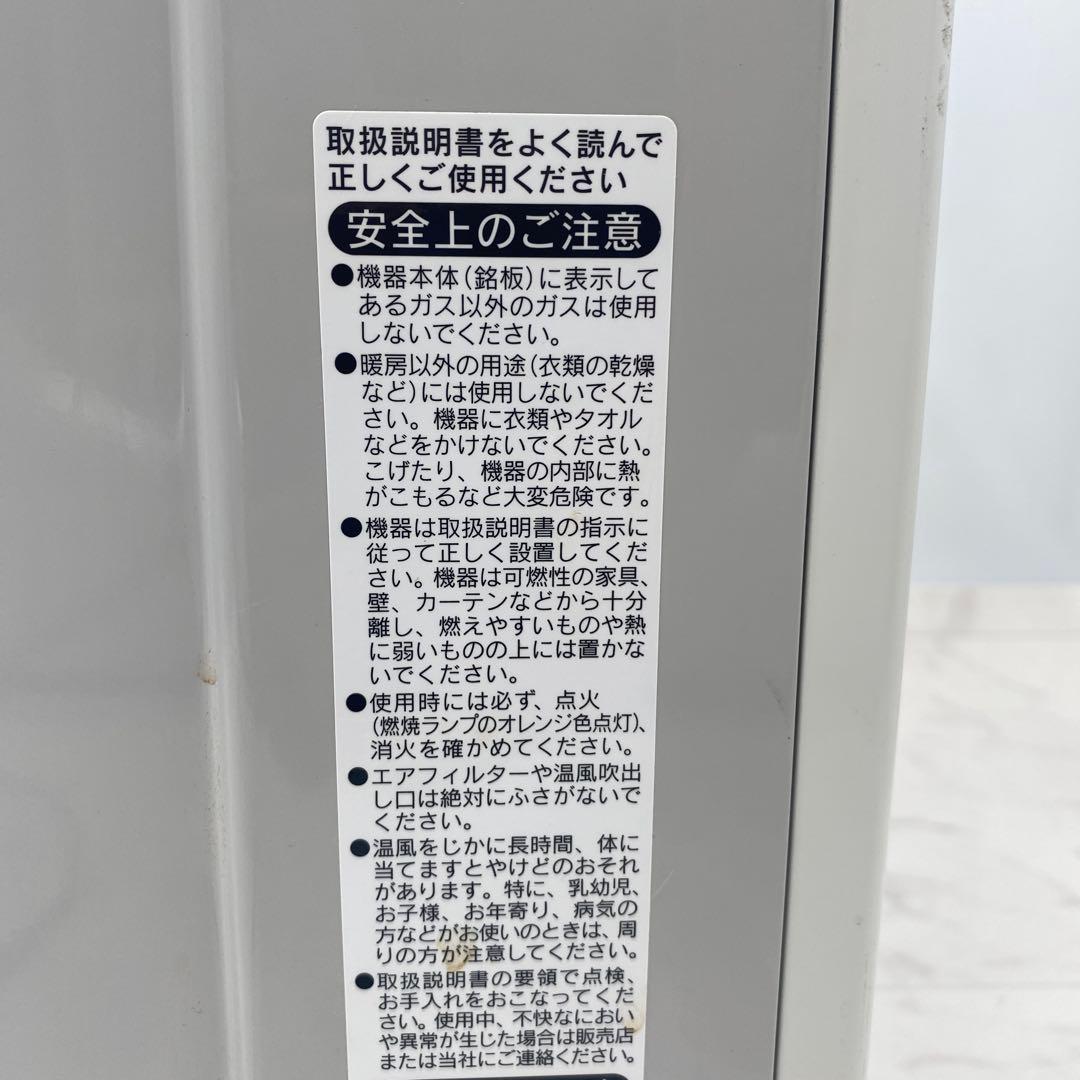 取扱説明書をよく読んで
正しくご使用ください
安全上のご注意
●機器本体(銘板)に表示して
あるガス以外のガスは使用
しないでください。
●暖房以外の用途(衣類の乾燥
など)には使用しないでくだ
さい。機器に衣類やタオル
などをかけないでください。
こげたり、機器の内部に熱
がこもるなど大変危険です。
●機器は取扱説明書の指示に
従って正しく設置してくだ
さい。機器は可燃性の家具、
壁、カーテンなどから十分
離し、燃えやすいものや熱
に弱いものの上には置かな
いでください。
●使用時には必ず、点火
(燃焼ランプのオレンジ色点灯)、
消火を確かめてください。
●エアフィルターや温風吹出
し口は絶対にふさがないで
ください。
●温風をじかに長時間、体に
当てますとやけどのおそれ
があります。特に、乳幼児、
お子様、お年寄り、病気の
方などがお使いのときは、周
りの方が注意してください。
●取扱説明書の要領で点検、
お手入れをおこなってくだ
さい。使用中、不快なにおい
や異常が生じた場合は販売店
または当社にご連絡ください。